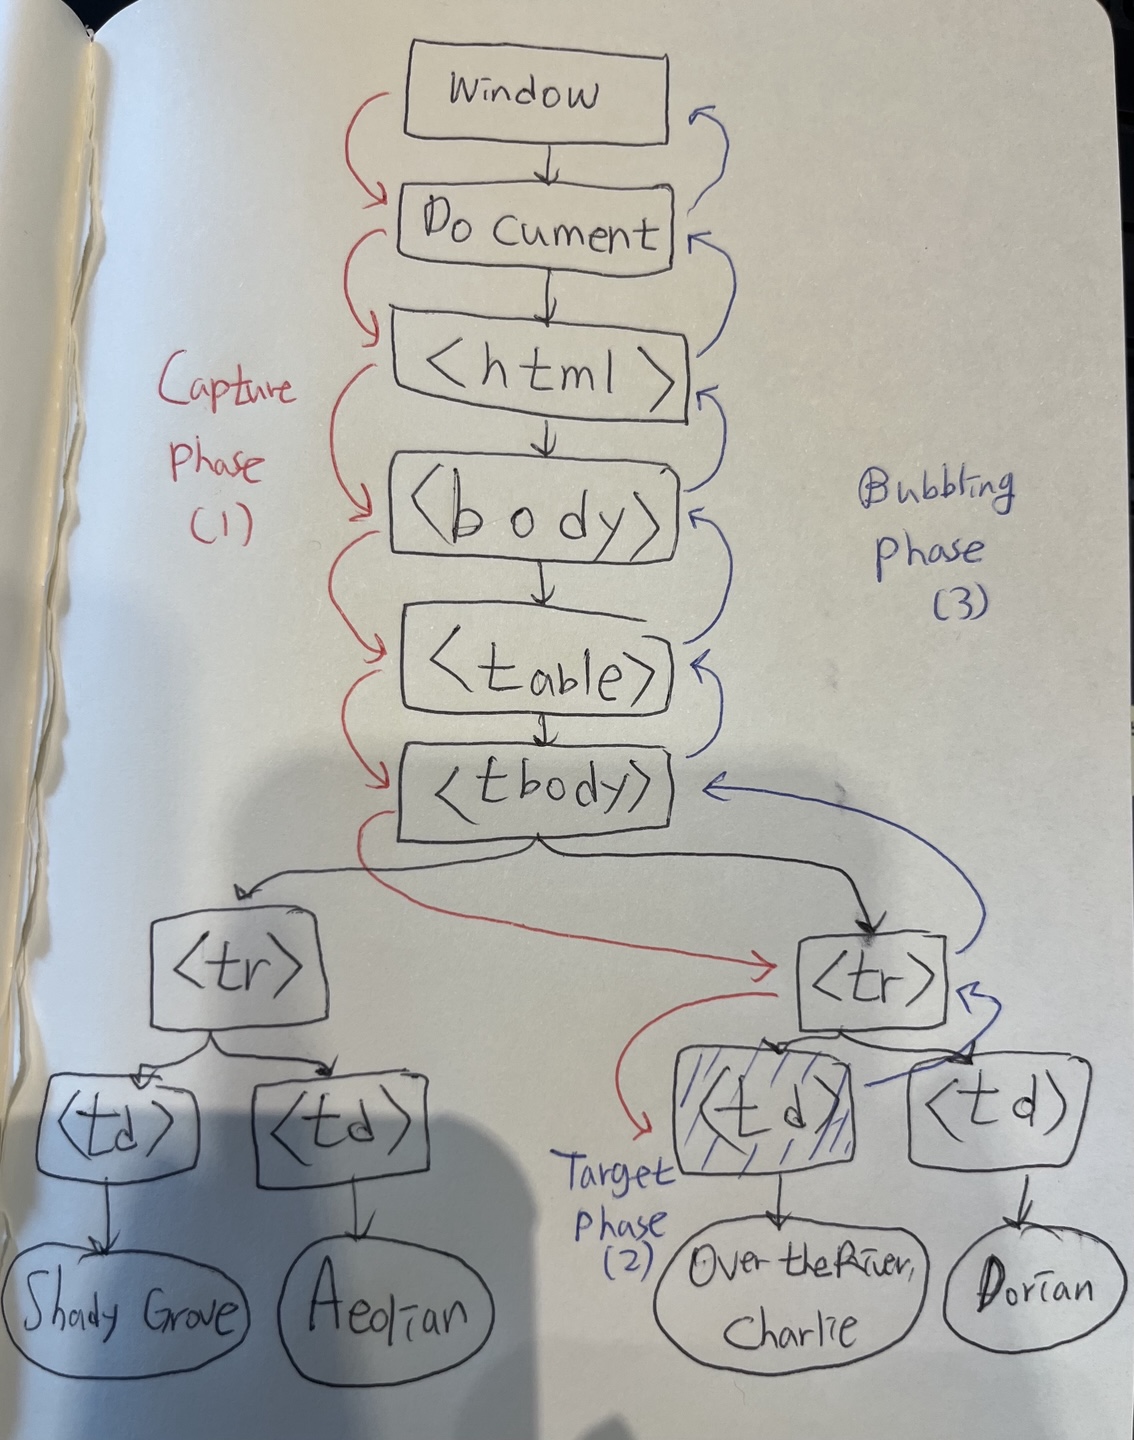 Window
Document
<html>
Capture
phase
(1)
<body>
Bubbling
phase
(3)
<table>
<tbody>
<tr>
<tr>
<td>
<td>
<td>
<td>
Target
phase
(2)
Shady Grove
Aeolian
Over the River,
Charlie
Dorian